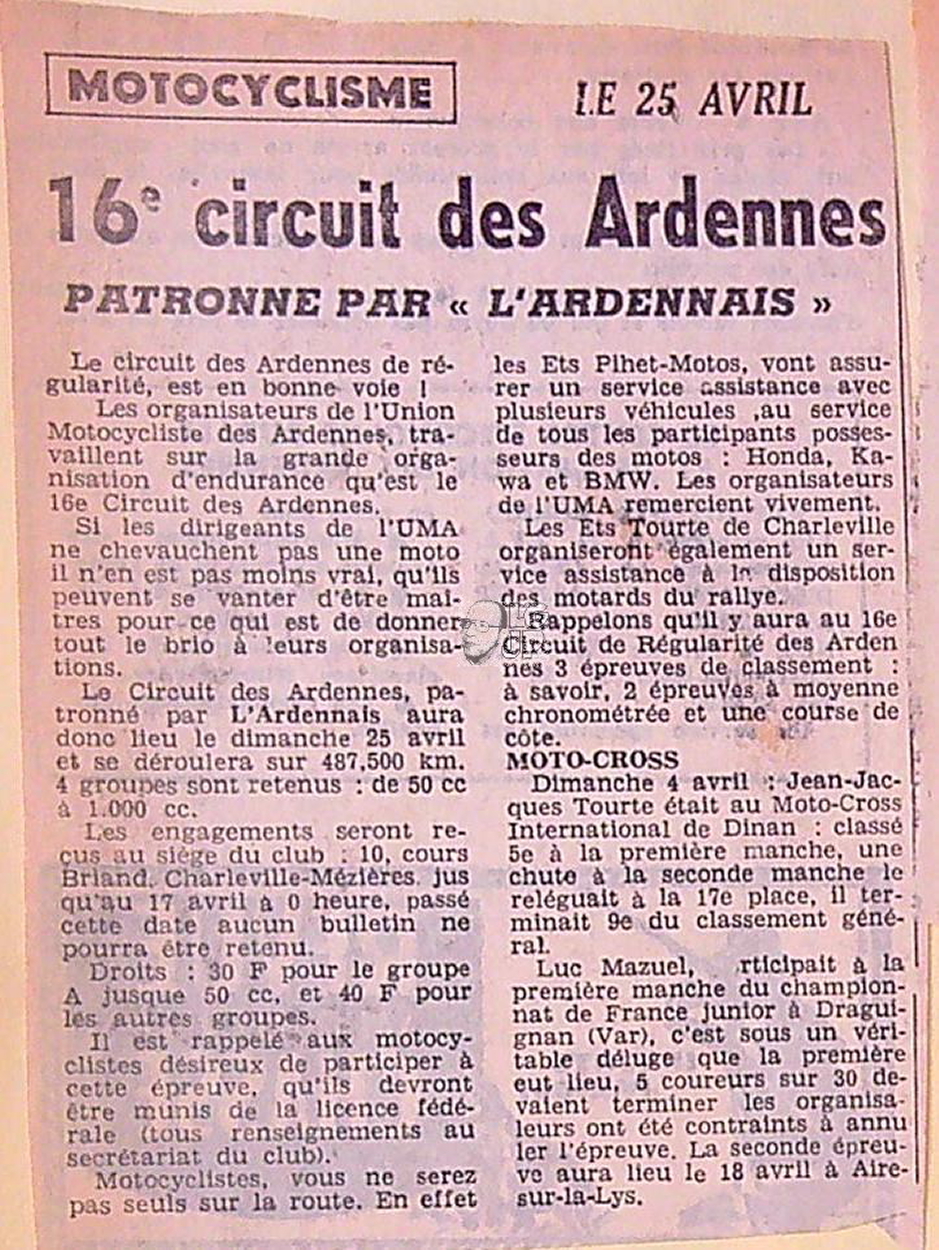 MOTOCYCLISME
LE 25 AVRIL
16e circuit des Ardennes
PATRONNE PAR « L'ARDENNAIS »
Le circuit des Ardennes de ré-
gularité, est en bonne voie !
Les organisateurs de l'Union
Motocycliste des Ardennes, tra-
vaillent sur la grande orga-
nisation d'endurance qu'est le
16e Circuit des Ardennes.
Si les dirigeants de l'UMA
ne chevauchent pas une moto
il n'en est pas moins vrai, qu'ils
peuvent se vanter d'être mai-
tres pour ce qui est de donner
tout le brio à leurs organisa-
tions.
Le Circuit des Ardennes, pa-
tronné par L'Ardennais aura
donc lieu le dimanche 25 avril
et se déroulera sur 487,500 km.
4 groupes sont retenus : de 50 cc
à 1.000 cc.
Les engagements seront re-
çus au siège du club : 10, cours
Briand, Charleville-Mézières jus
qu'au 17 avril à 0 heure, passé
cette date aucun bulletin ne
pourra être retenu.
Droits : 30 F pour le groupe
A jusque 50 cc, et 40 F pour
les autres groupes.
Il est rappelé aux motocy-
clistes désireux de participer à
cette épreuve, qu'ils devront
être munis de la licence fédé-
rale (tous renseignements au
secrétariat du club).
Motocyclistes, vous ne serez
pas seuls sur la route. En effet
les Ets Pihet-Motos, vont assu-
rer un service assistance avec
plusieurs véhicules ,au service
de tous les participants posses-
seurs des motos : Honda, Ka-
wa et BMW. Les organisateurs
de l'UMA remercient vivement.
Les Ets Tourte de Charleville
organiseront également un ser-
vice assistance à la disposition
des motards du rallye.
Rappelons qu'il y aura au 16e
Circuit de Régularité des Arden
nes 3 épreuves de classement :
à savoir, 2 épreuves à moyenne
chronométrée et une course de
côte.
MOTO-CROSS
Dimanche 4 avril : Jean-Jac-
ques Tourte était au Moto-Cross
International de Dinan : classé
5e à la première manche, une
chute à la seconde manche le
reléguait à la 17e place, il ter-
minait 9e du classement géné-
ral.
Luc Mazuel, rticipait à la
première manche du champion-
nat de France junior à Dragui-
gnan (Var), c'est sous un véri-
table déluge que la première
eut lieu, 5 coureurs sur 30 de-
vaient terminer les organisa-
leurs ont été contraints à annu
ler l'épreuve. La seconde épreu-
ve aura lieu le 18 avril à Aire-
sur-la-Lys.